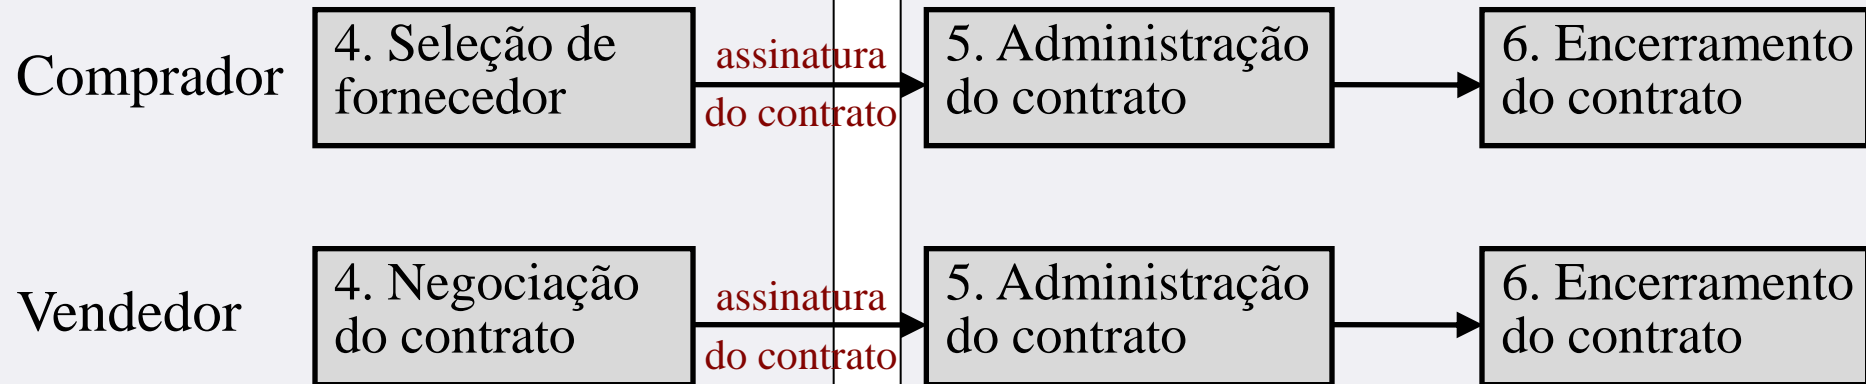 Comprador
4. Seleção de
fornecedor
assinatura
do contrato
5. Administração
do contrato
6. Encerramento
do contrato
Vendedor
4. Negociação
do contrato
assinatura
do contrato
5. Administração
do contrato
6. Encerramento
do contrato